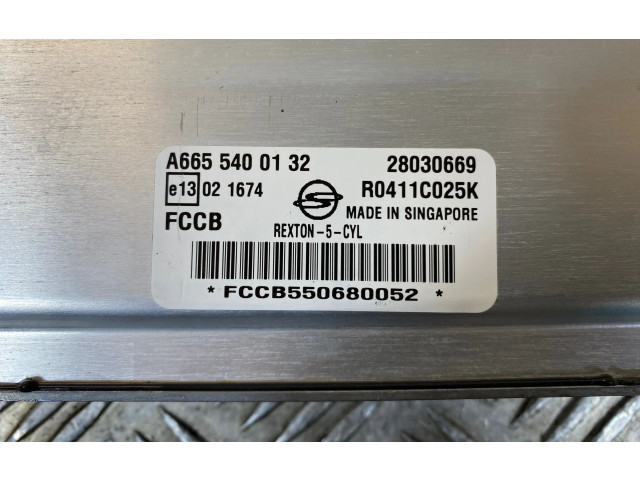 A665 540 01 32 28030669
e13 02 1674 R0411C025K
FCCB MADE IN SINGAPORE
REXTON-5-CYL
* FCCB550680052 *